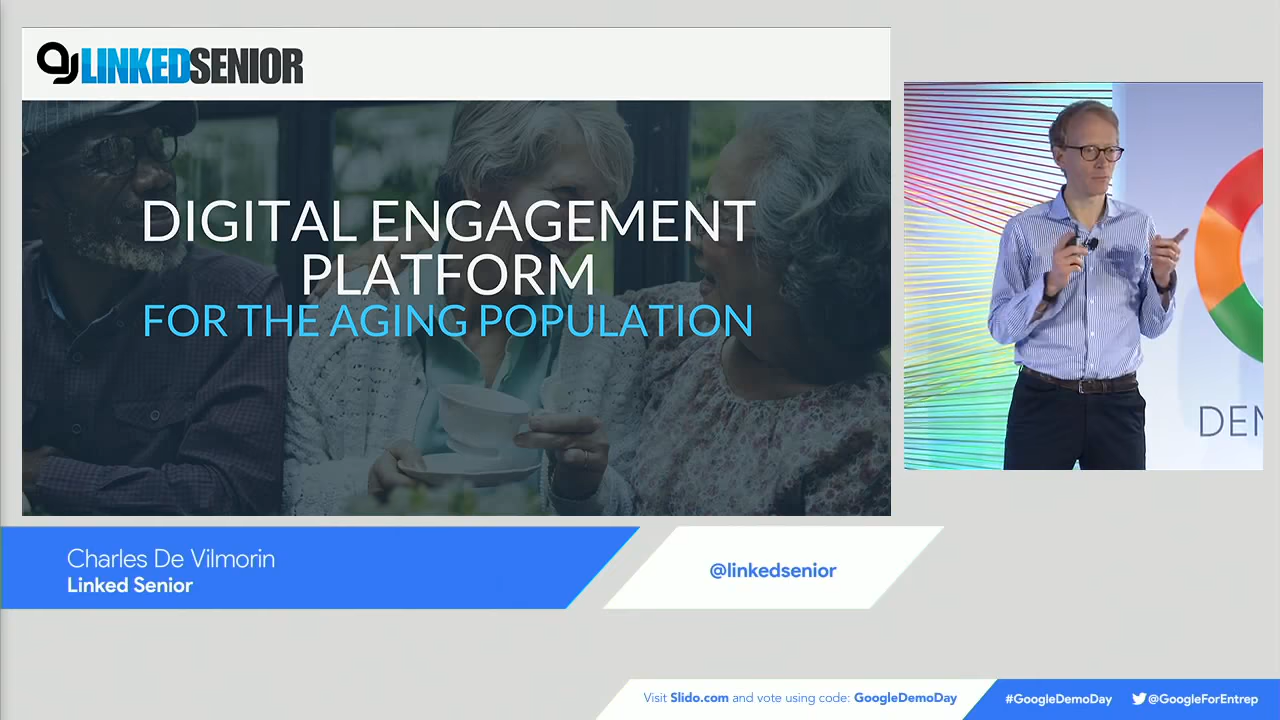 LINKEDSENIOR
DIGITAL ENGAGEMENT
PLATFORM
FOR THE AGING POPULATION
DEM
Charles De Vilmorin
Linked Senior
@linkedsenior
Visit Slido.com and vote using code: GoogleDemoDay
#GoogleDemoDay
@GoogleForEntrep